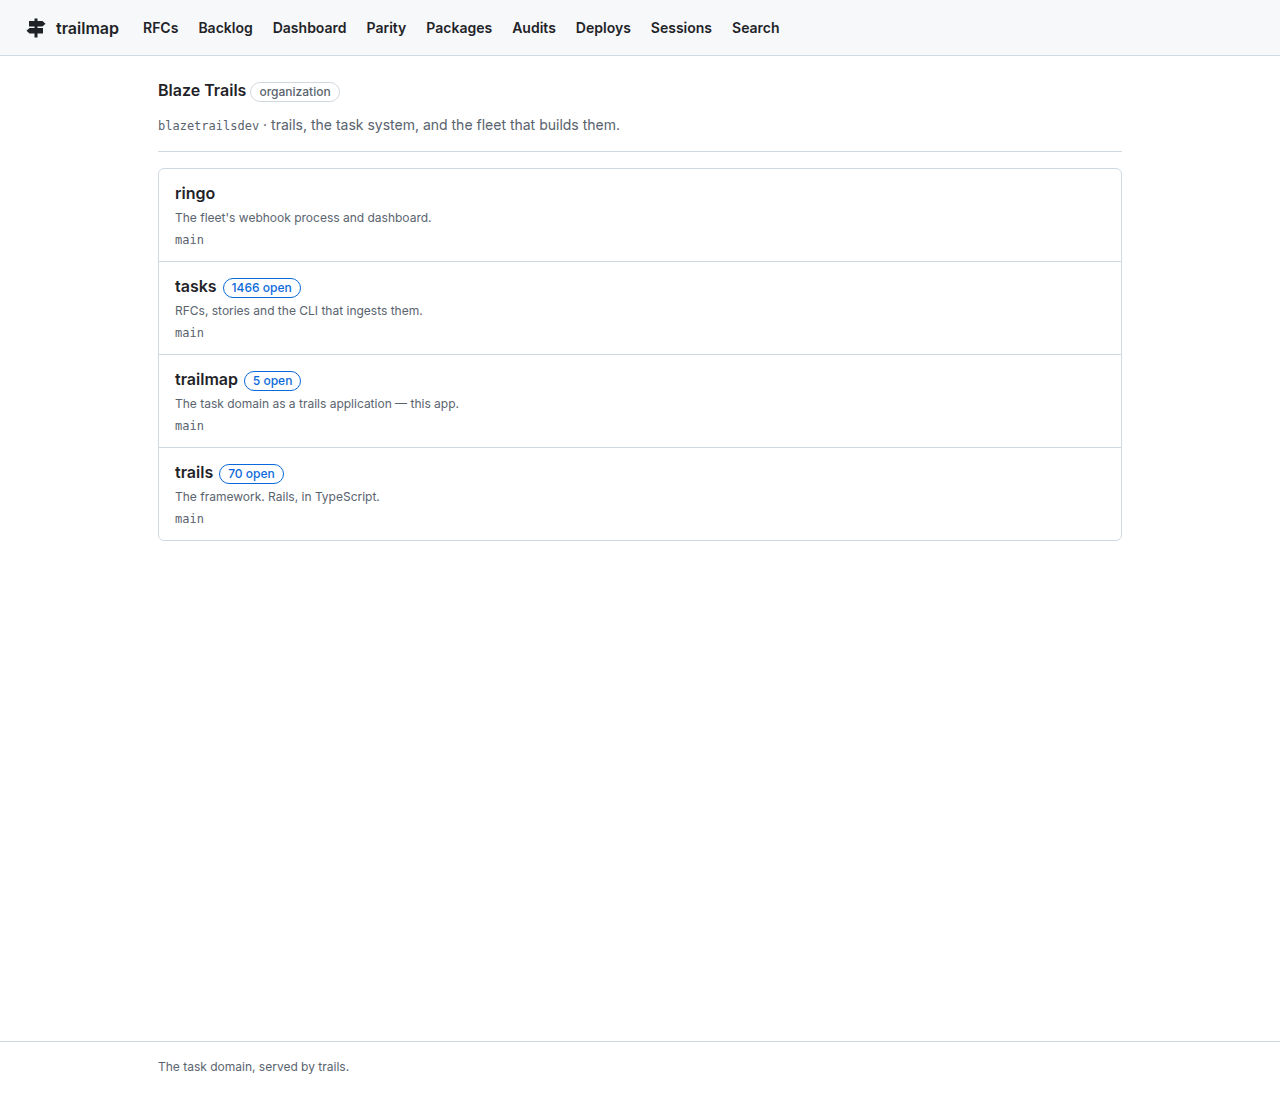 trailmap RFCs Backlog Dashboard Parity Packages Audits Deploys Sessions Search
Blaze Trails organization
blazetrailsdev · trails, the task system, and the fleet that builds them.
ringo
The fleet's webhook process and dashboard.
main
tasks 1466 open
RFCs, stories and the CLI that ingests them.
main
trailmap 5 open
The task domain as a trails application — this app.
main
trails 70 open
The framework. Rails, in TypeScript.
main
The task domain, served by trails.